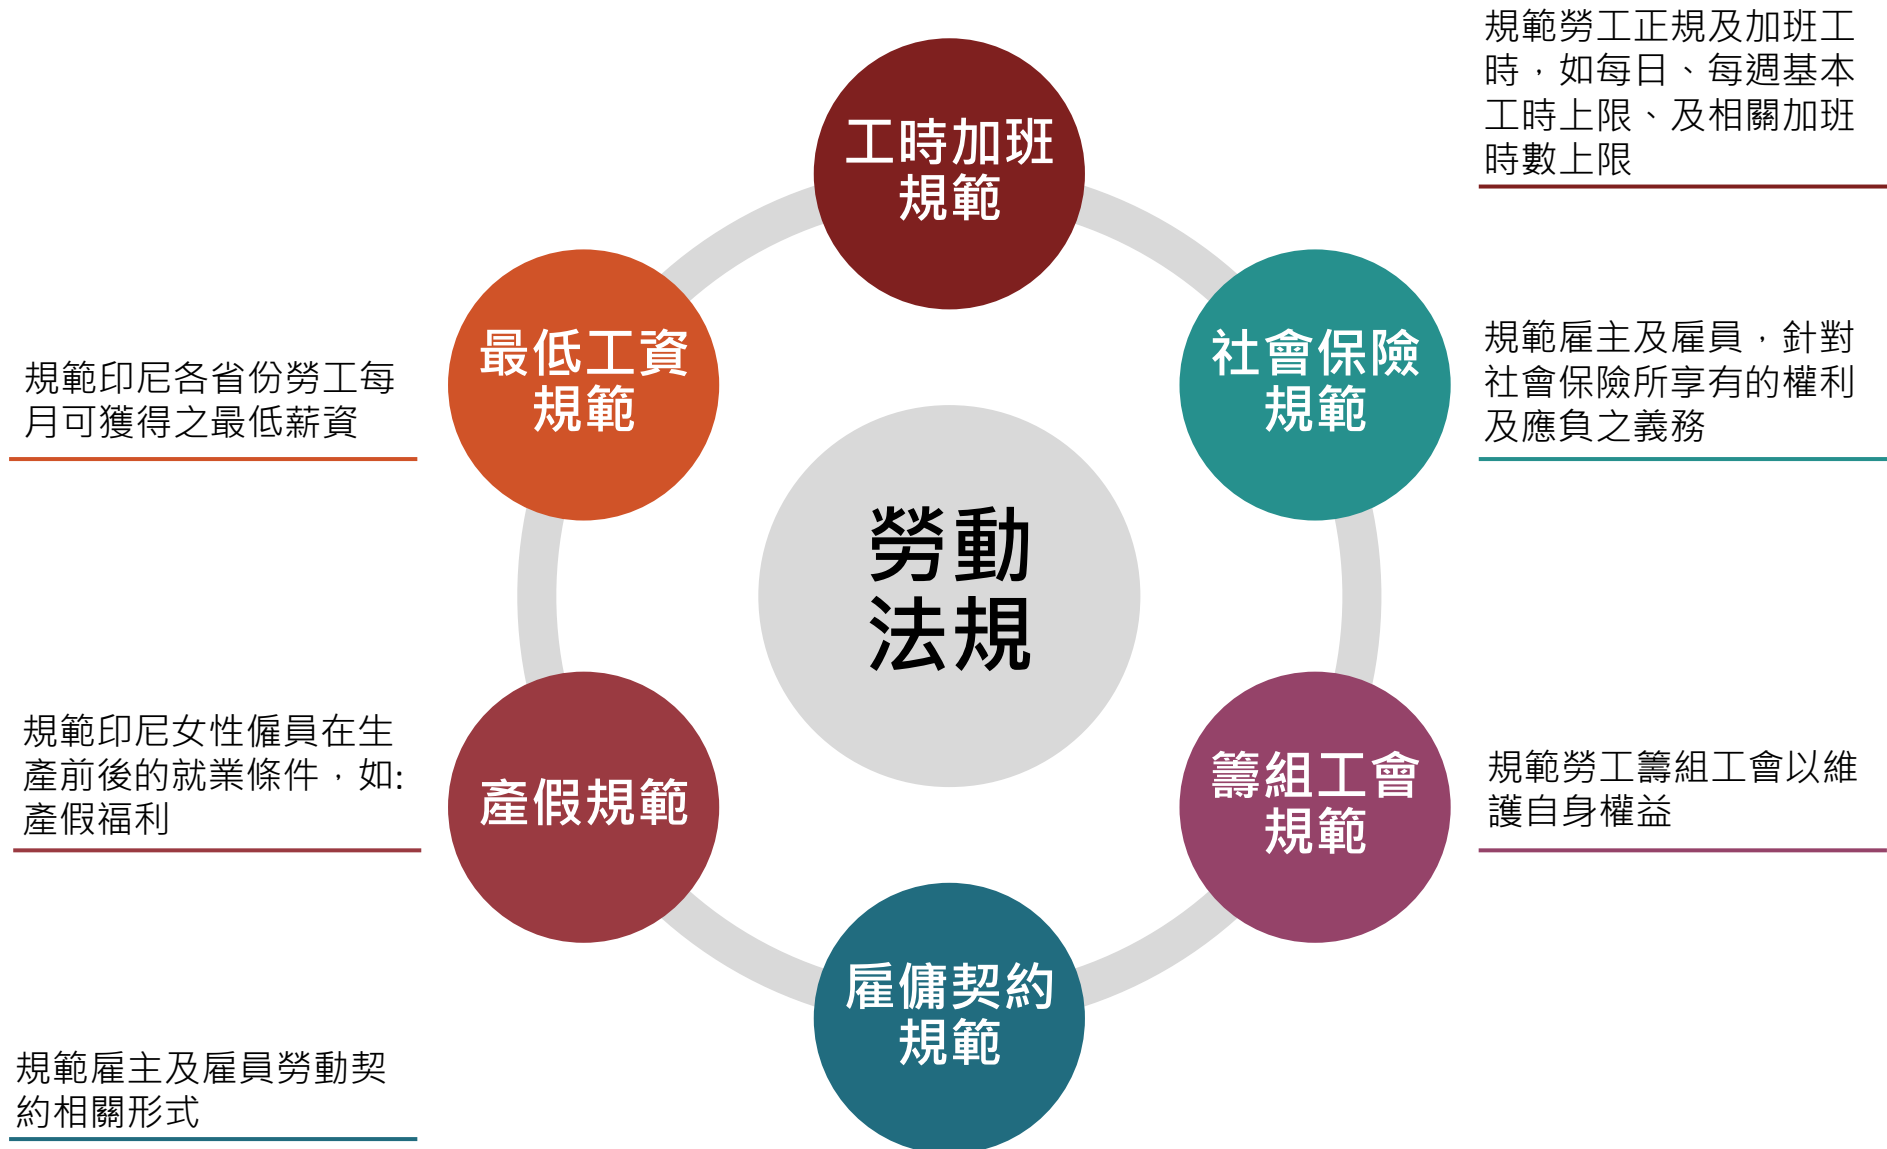 規範勞工正規及加班工
時，如每日、每週基本
工時上限、及相關加班
時數上限
工時加班
規範
最低工資
規範
社會保險
規範
規範印尼各省份勞工每
月可獲得之最低薪資
規範雇主及雇員，針對
社會保險所享有的權利
及應負之義務
勞動
法規
規範印尼女性僱員在生
產前後的就業條件，如:
產假福利
產假規範
籌組工會
規範
規範勞工籌組工會以維
護自身權益
雇傭契約
規範
規範雇主及雇員勞動契
約相關形式